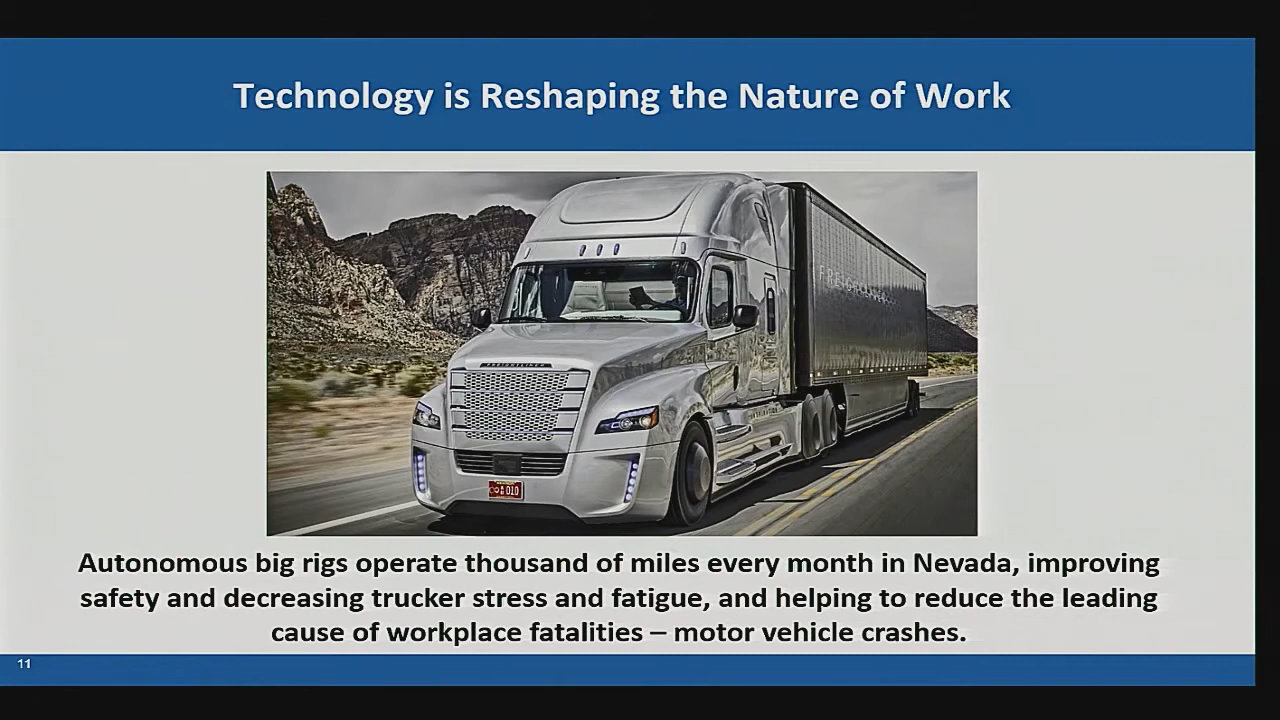 Technology is Reshaping the Nature of Work
FREIGHTLINER
FREIGHTLINER
Autonomous big rigs operate thousand of miles every month in Nevada, improving
safety and decreasing trucker stress and fatigue, and helping to reduce the leading
cause of workplace fatalities – motor vehicle crashes.
11